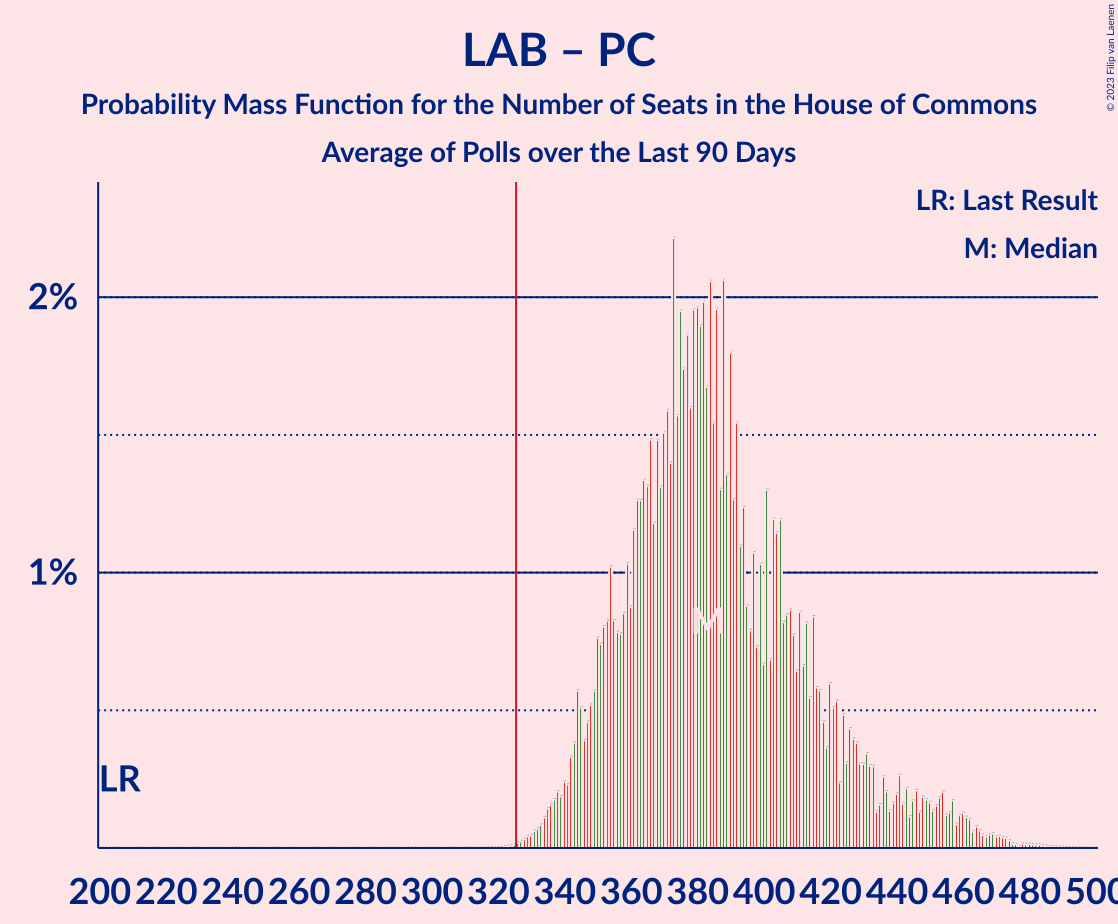 LAB – PC
Probability Mass Function for the Number of Seats in the House of Commons
Average of Polls over the Last 90 Days
© 2023 Filip van Laenen
LR: Last Result
M: Median
2%
1%
M
LR
200 220 240 260 280 300 320 340 360 380 400 420 440 460 480 500